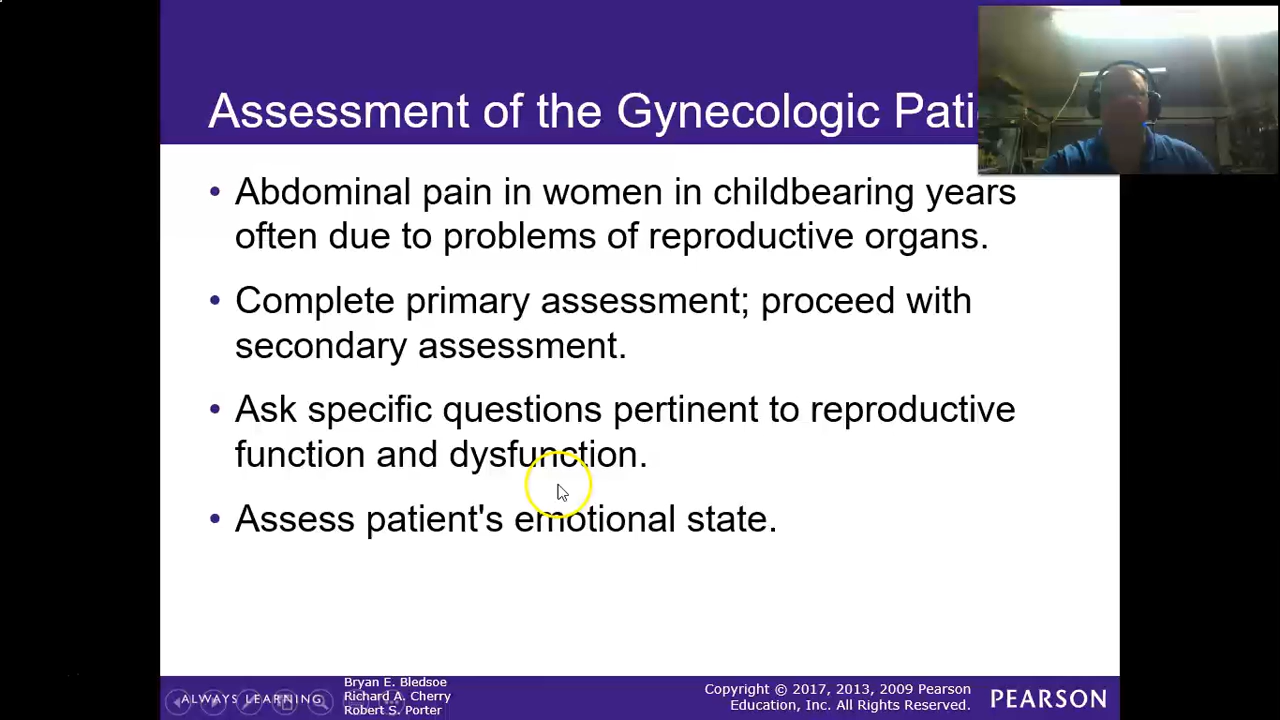 Assessment of the Gynecologic Pati
• Abdominal pain in women in childbearing years
often due to problems of reproductive organs.
• Complete primary assessment; proceed with
secondary assessment.
• Ask specific questions pertinent to reproductive
function and dysfunction.
• Assess patient's emotional state.
ALWAYS LEARNING
Bryan E. Bledsoe
Richard A. Cherry
Robert S. Porter
Copyright © 2017, 2013, 2009 Pearson
Education, Inc. All Rights Reserved.
PEARSON